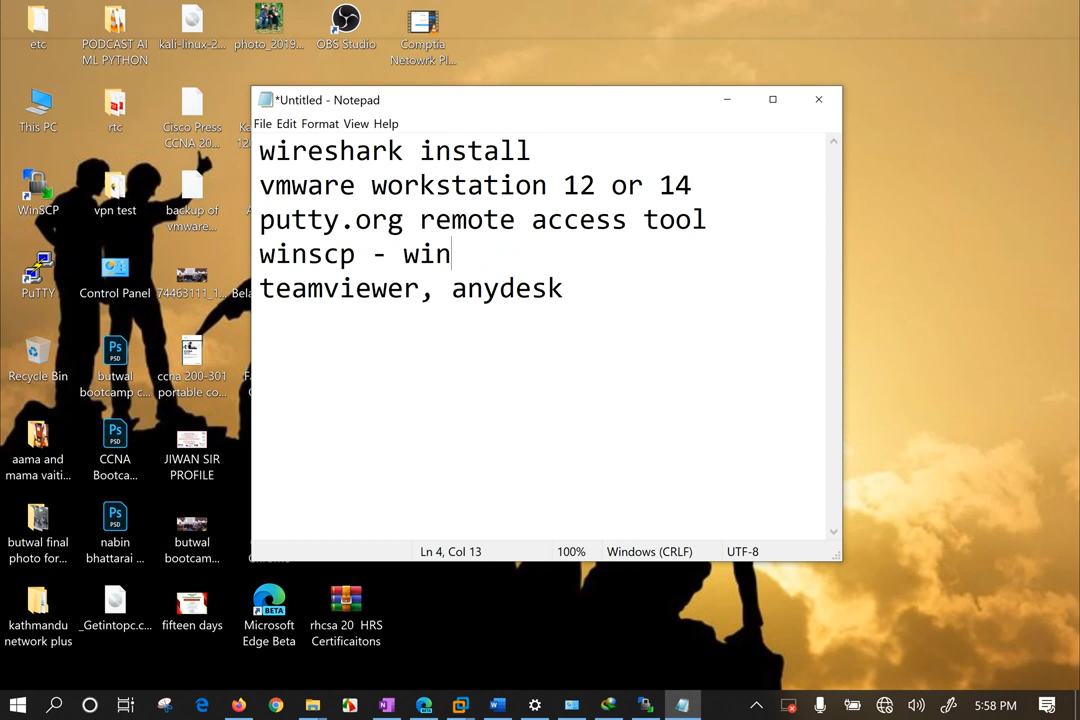 etc
PODCAST AI
ML PYTHON
kali-linux-2...
photo_2019...
OBS Studio
Comptia
Netowrk Pl...
This PC
rtc
Cisco Press
CCNA 20...
WinSCP
vpn test
backup of
vmware...
PuTTY
Control Panel
74463111_1...
Recycle Bin
butwal
bootcamp c...
ccna 200-301
portable co...
aama and
mama vaiti...
CCNA
Bootca...
JIWAN SIR
PROFILE
butwal final
photo for...
nabin
bhattarai ...
butwal
bootcam...
kathmandu
network plus
_Getintopc.c...
fifteen days
Microsoft
Edge Beta
rhcsa 20 HRS
Certificaitons
*Untitled - Notepad
File Edit Format View Help
wireshark install
vmware workstation 12 or 14
putty.org remote access tool
winscp - win
teamviewer, anydesk
Ln 4, Col 13
100%
Windows (CRLF)
UTF-8
5:58 PM